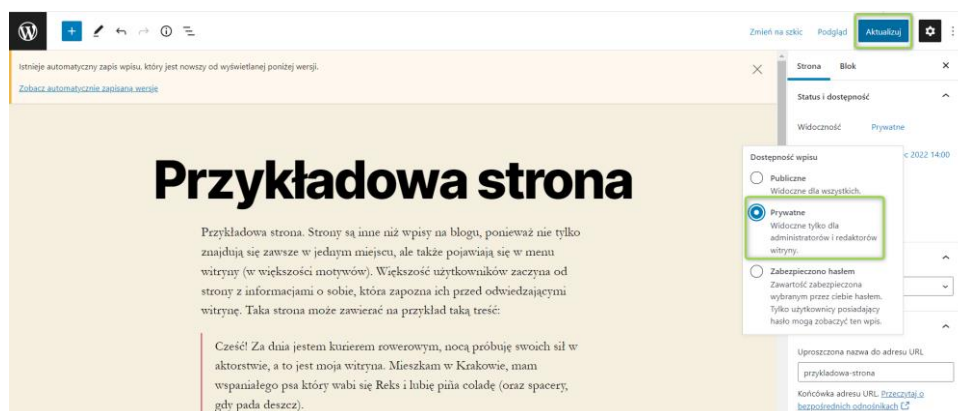 Zmień na szkic Podgląd Aktualizuj
Istnieje automatyczny zapis wpisu, który jest nowszy od wyświetlanej poniżej wersji.
Zobacz automatycznie zapisaną wersję
Strona Blok
Status i dostępność
Widoczność Prywatne
2022 14:00
Dostępność wpisu
Publiczne
Widoczne dla wszystkich.
Prywatne
Widoczne tylko dla
administratorów i redaktorów
witryny.
Zabezpieczono hasłem
Zawartość zabezpieczona
wybranym przez ciebie hasłem.
Tylko użytkownicy posiadający
hasło mogą zobaczyć ten wpis.
Uproszczona nazwa do adresu URL
przykladowa-strona
Końcówka adresu URL. Przeczytaj o
bezpośrednich odnośnikach
Przykładowa strona
Przykładowa strona. Strony są inne niż wpisy na blogu, ponieważ nie tylko
znajdują się zawsze w jednym miejscu, ale także pojawiają się w menu
witryny (w większości motywów). Większość użytkowników zaczyna od
strony z informacjami o sobie, która zapozna ich przed odwiedzającymi
witrynę. Taka strona może zawierać na przykład taką treść:
Cześć! Za dnia jestem kurierem rowerowym, nocą próbuję swoich sił w
aktorstwie, a to jest moja witryna. Mieszkam w Krakowie, mam
wspaniałego psa który wabi się Reks i lubię piña coladę (oraz spacery,
gdy pada deszcz).